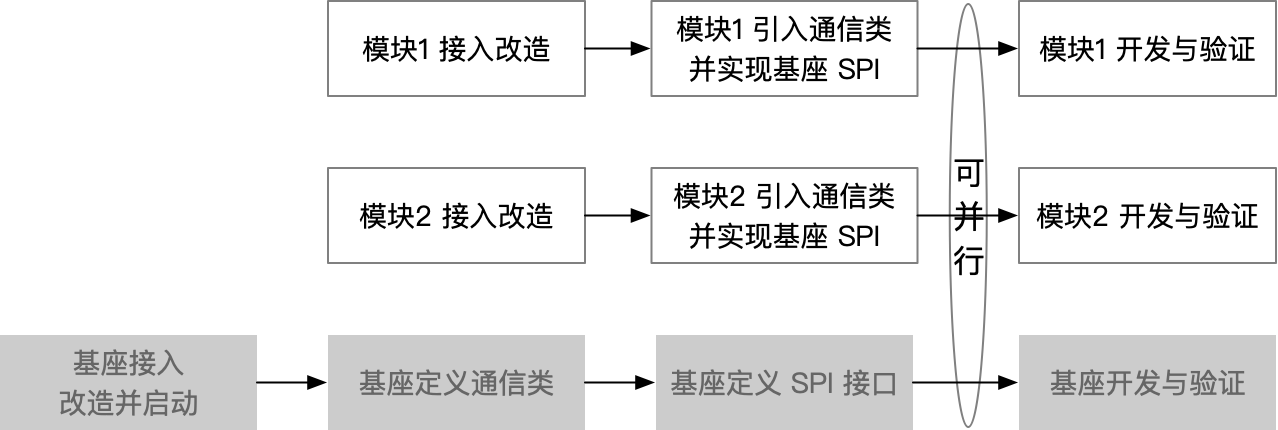 模块1 接入改造
模块1 引入通信类
并实现基座 SPI
模块1 开发与验证
模块2 接入改造
模块2 引入通信类
并实现基座 SPI
可
并
行
模块2 开发与验证
基座接入
改造并启动
基座定义通信类
基座定义 SPI 接口
基座开发与验证